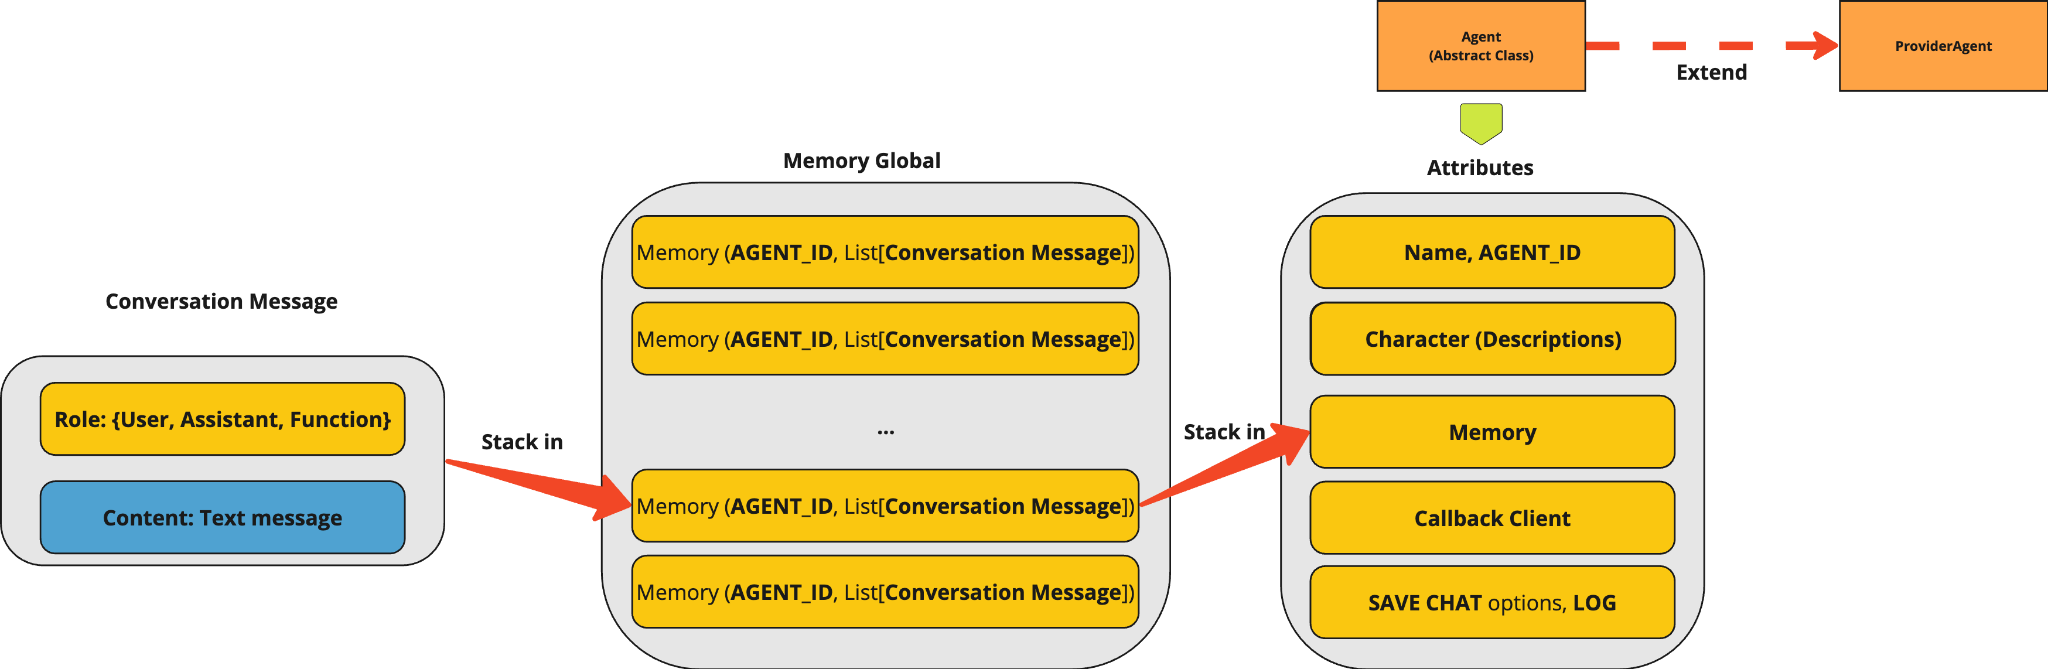 Agent
(Abstract Class)
Extend
ProviderAgent
Attributes
Name, AGENT_ID
Character (Descriptions)
Memory
Callback Client
SAVE CHAT options, LOG
Memory Global
Memory (AGENT_ID, List[Conversation Message])
Memory (AGENT_ID, List[Conversation Message])
...
Memory (AGENT_ID, List[Conversation Message])
Memory (AGENT_ID, List[Conversation Message])
Stack in
Conversation Message
Role: {User, Assistant, Function}
Content: Text message
Stack in